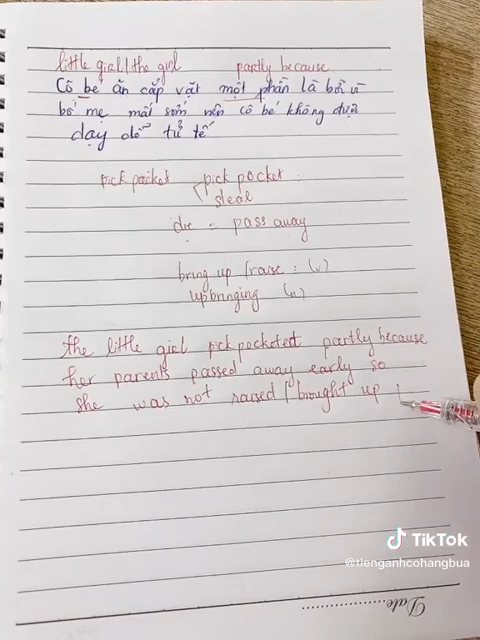 little giel / the girl partly because
Cô bé ăn cắp vặt một phần là bởi vì
bố mẹ mất sớm nên cô bé không được
dạy dỗ tử tế
pick pocket pick pocket
steal
die = pass away
bring up / raise : (v)
upbringing (n)
the little giel pickpocketed partly because
her parents passed away early so
she was not raised / brought up
TikTok
@tienganhcohangbua
Date